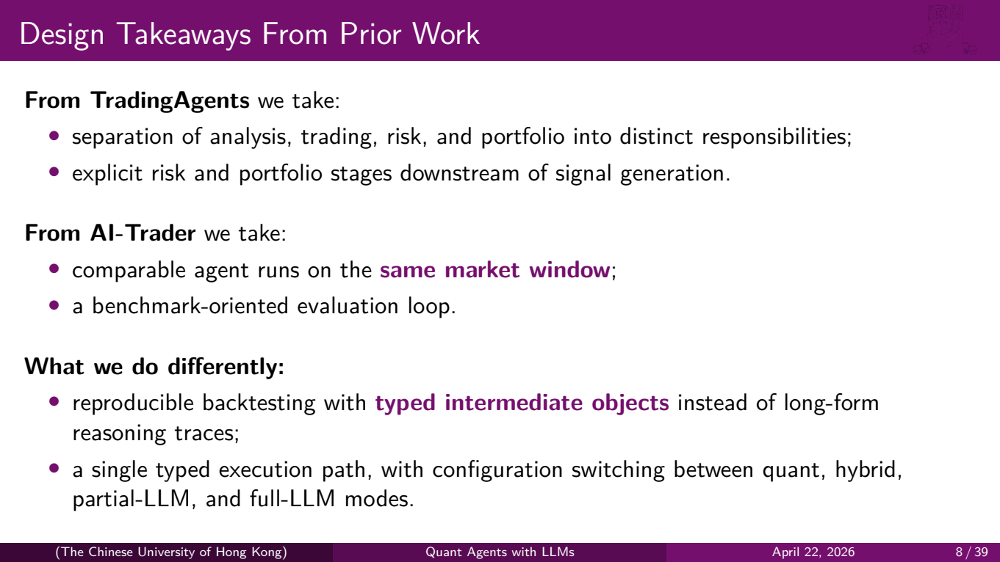 Design Takeaways From Prior Work
From TradingAgents we take:
• separation of analysis, trading, risk, and portfolio into distinct responsibilities;
• explicit risk and portfolio stages downstream of signal generation.
From AI-Trader we take:
• comparable agent runs on the same market window;
• a benchmark-oriented evaluation loop.
What we do differently:
• reproducible backtesting with typed intermediate objects instead of long-form
reasoning traces;
• a single typed execution path, with configuration switching between quant, hybrid,
partial-LLM, and full-LLM modes.
(The Chinese University of Hong Kong)
Quant Agents with LLMs
April 22, 2026
8 / 39